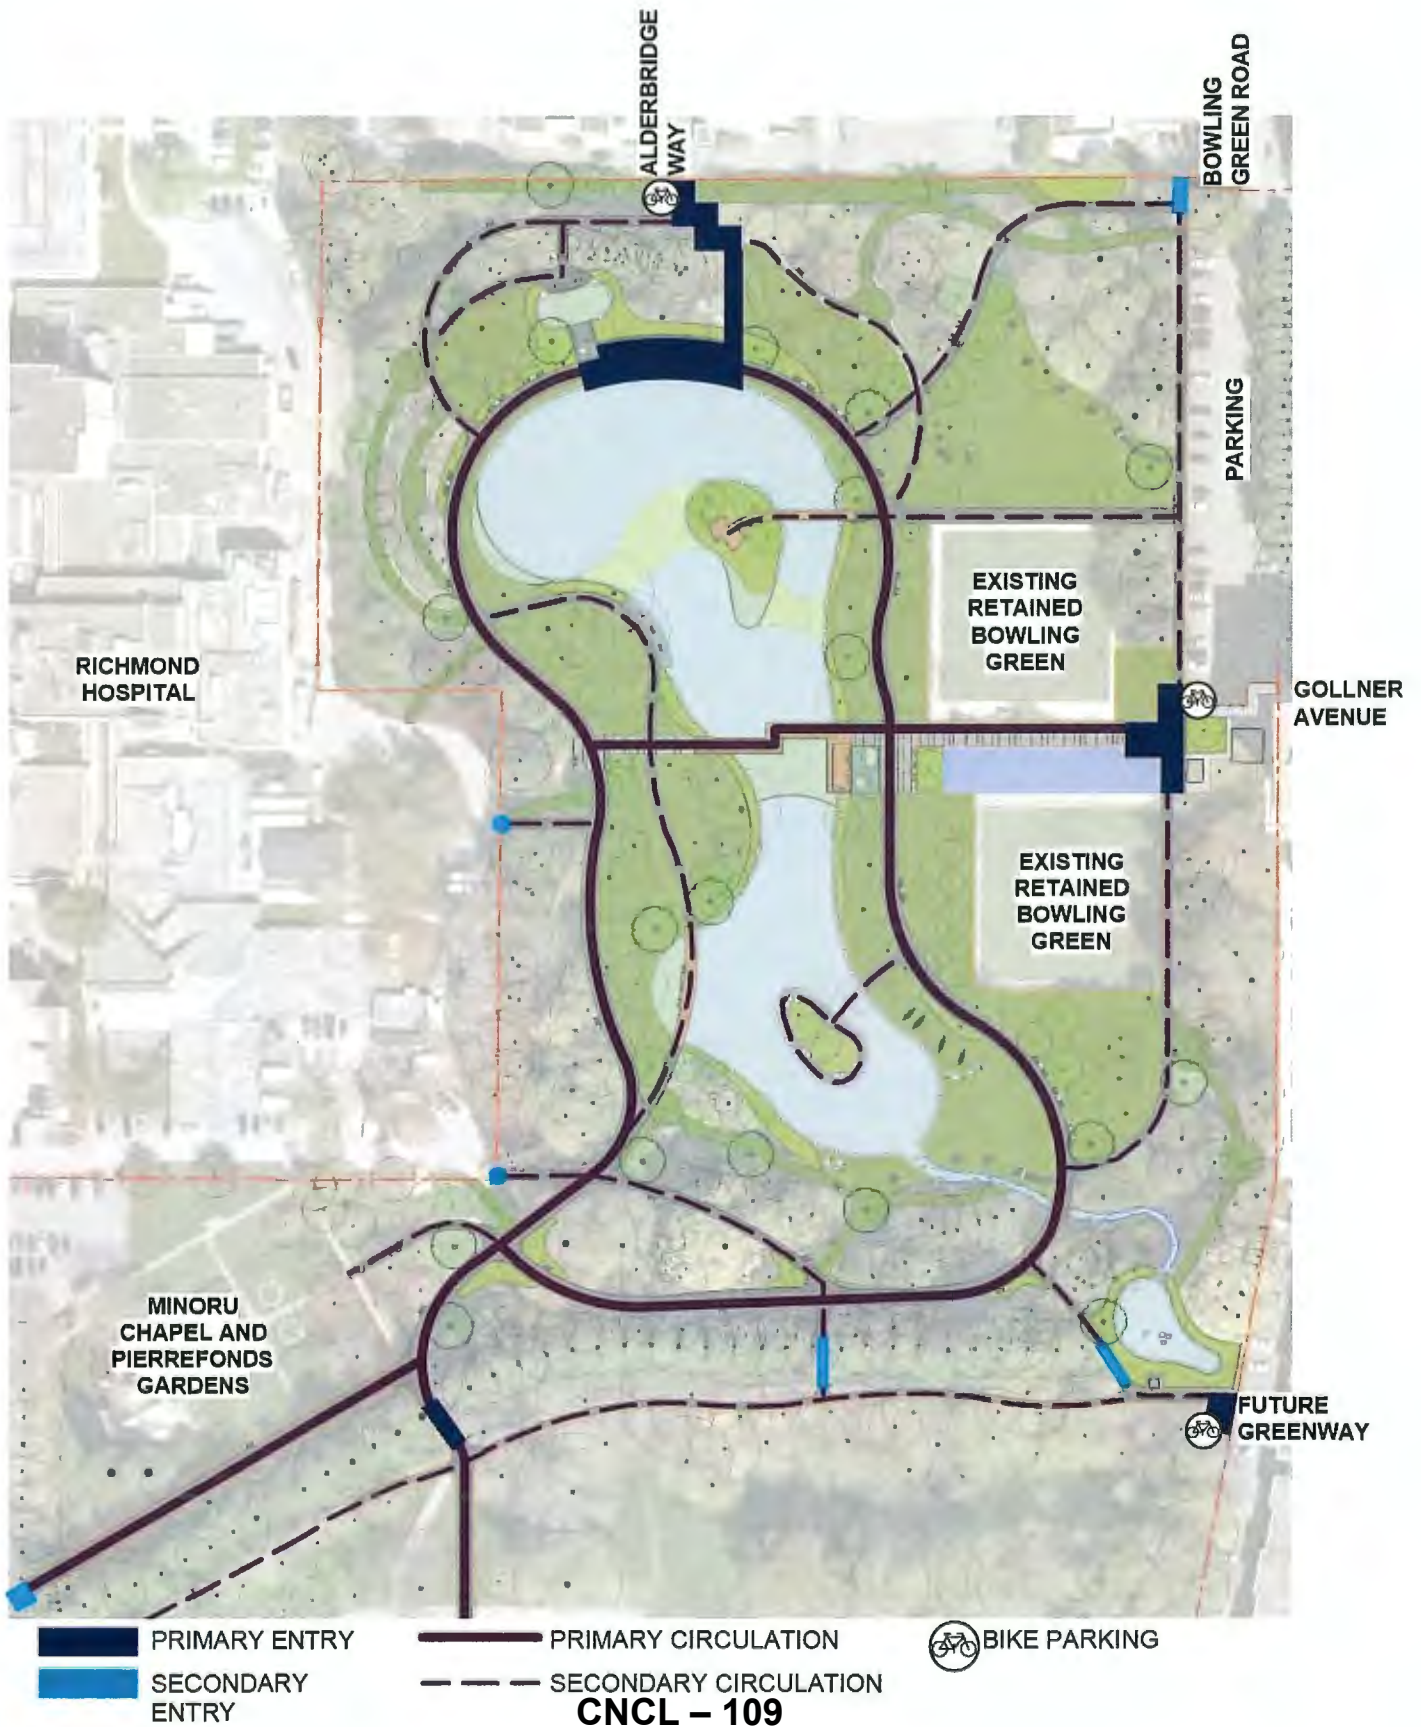 ALDERBRIDGE
WAY
BOWLING
GREEN ROAD
PARKING
EXISTING
RETAINED
BOWLING
GREEN
RICHMOND
HOSPITAL
GOLLNER
AVENUE
EXISTING
RETAINED
BOWLING
GREEN
MINORU
CHAPEL AND
PIERREFONDS
GARDENS
FUTURE
GREENWAY
PRIMARY ENTRY
PRIMARY CIRCULATION
BIKE PARKING
SECONDARY
ENTRY
SECONDARY CIRCULATION
CNCL – 109